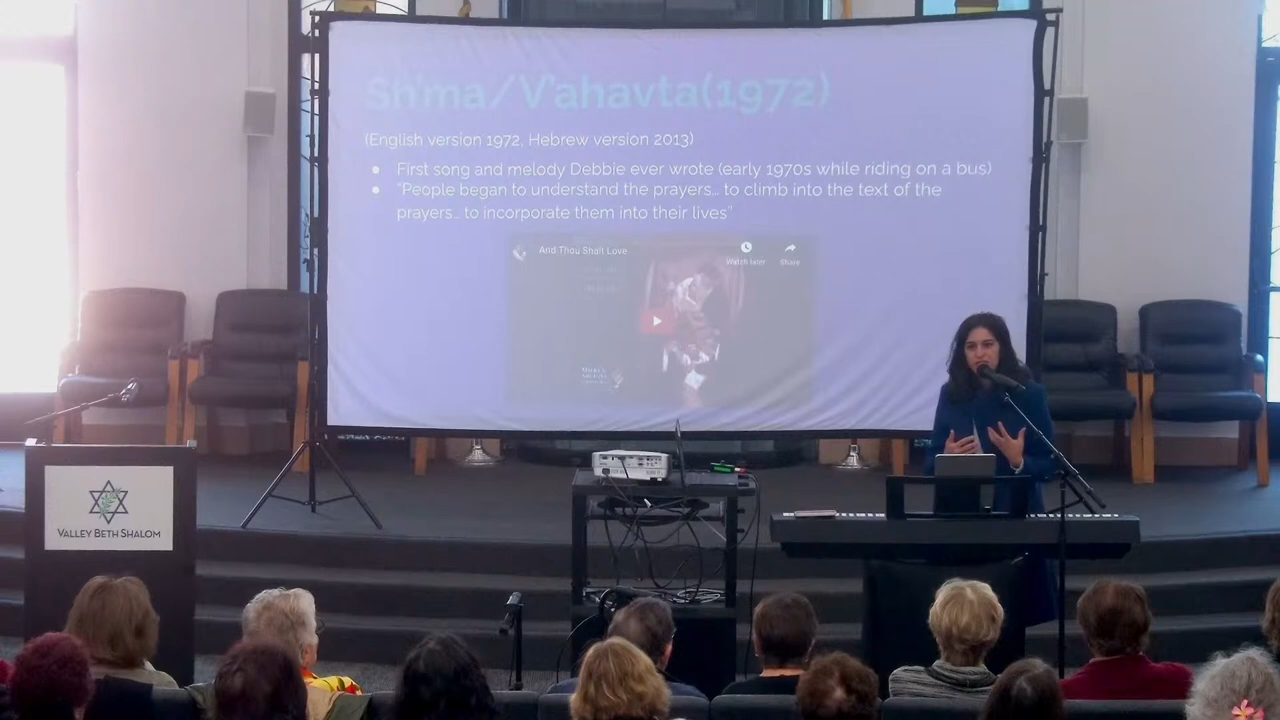 Sh'ma/V'ahavta(1972)
(English version 1972, Hebrew version 2013)
First song and melody Debbie ever wrote (early 1970s while riding on a bus)
"People began to understand the prayers... to climb into the text of the
prayers... to incorporate them into their lives"
And Thou Shalt Love
Watch later
Share
VALLEY BETH SHALOM